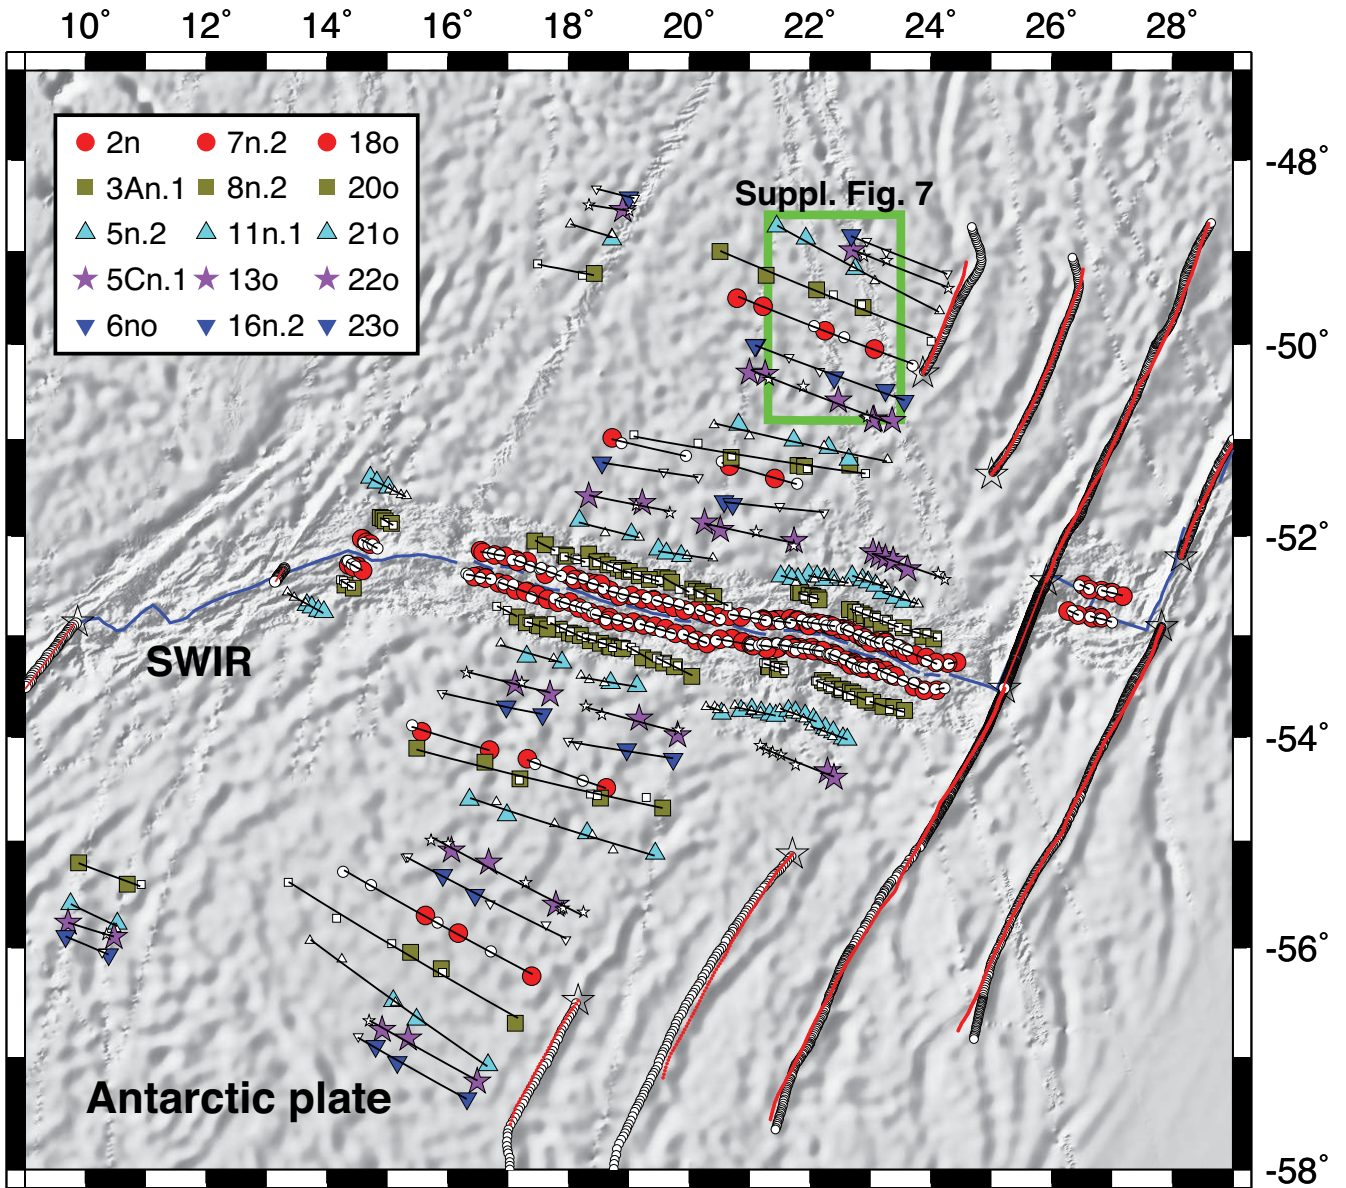 10° 12° 14° 16° 18° 20° 22° 24° 26° 28°
2n 7n.2 18o
3An.1 8n.2 20o
5n.2 11n.1 21o
5Cn.1 13o 22o
6no 16n.2 23o
Suppl. Fig. 7
-48°
-50°
-52°
-54°
-56°
-58°
SWIR
Antarctic plate